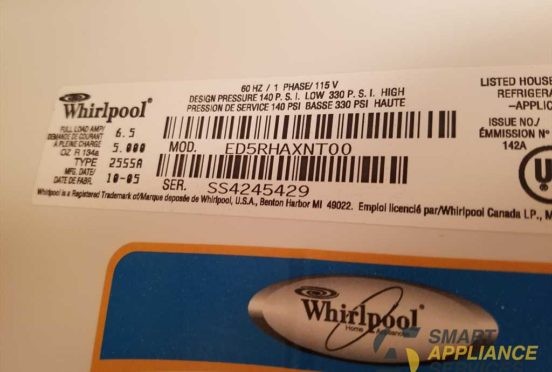 Whirlpool®
60 HZ / 1 PHASE/ 115 V
DESIGN PRESSURE 140 P. S. I. LOW 330 P. S. I. HIGH
PRESSION DE SERVICE 140 PSI BASSE 330 PSI HAUTE
FULL LOAD AMP/
DEMANDE DE COURANT
À PLEINE CHARGE 6.5
OZ R 134a 5.000
TYPE 2555A
MFG. DATE/
DATE DE FABR. 10-05
MOD. ED5RHAXNT00
SER. SS4245429
LISTED HOUSE
REFRIGERA
-APPLIC
ISSUE NO./
ÉMMISSION N°
142A
Whirlpool is a Registered Trademark of/Marque deposée de Whirlpool, U.S.A., Benton Harbor MI 49022. Emploi licencié par/Whirlpool Canada LP., M
Whirlpool
Home Appliances
SMART
APPLIANCE
SERVICES